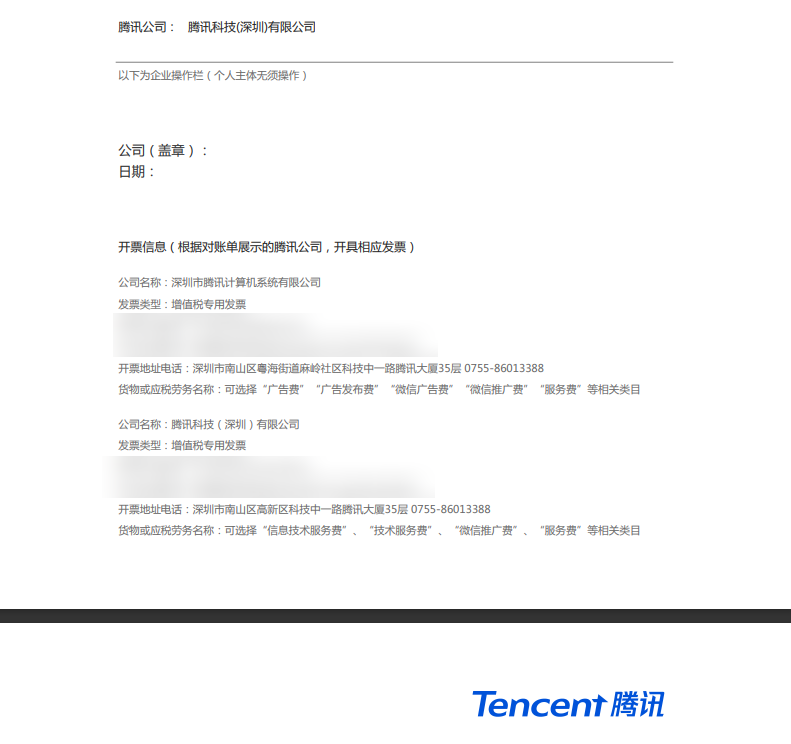 腾讯公司： 腾讯科技(深圳)有限公司
以下为企业操作栏（个人主体无须操作）
公司（盖章）：
日期：
开票信息（根据对账单展示的腾讯公司，开具相应发票）
公司名称：深圳市腾讯计算机系统有限公司
发票类型：增值税专用发票
开票地址电话：深圳市南山区粤海街道麻岭社区科技中一路腾讯大厦35层 0755-86013388
货物或应税劳务名称：可选择“广告费”“广告发布费”“微信广告费”“微信推广费”“服务费”等相关类目
公司名称：腾讯科技（深圳）有限公司
发票类型：增值税专用发票
开票地址电话：深圳市南山区高新区科技中一路腾讯大厦35层 0755-86013388
货物或应税劳务名称：可选择“信息技术服务费”、“技术服务费”、“微信推广费”、“服务费”等相关类目
Tencent 腾讯